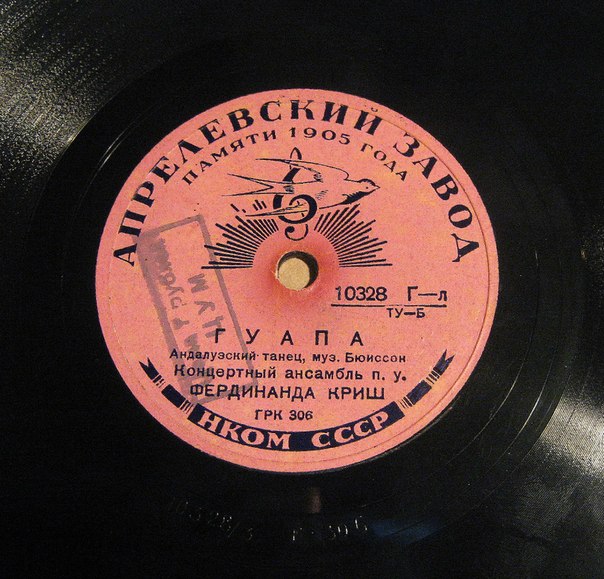 АПРЕЛЕВСКИЙ ЗАВОД
ПАМЯТИ 1905 ГОДА
10328 Г—л
ТУ—Б
ГУАПА
Андалузский танец, муз. Бюиссон
Концертный ансамбль п. у.
ФЕРДИНАНДА КРИШ
ГРК 306
НКОМ СССР
ЦУМ